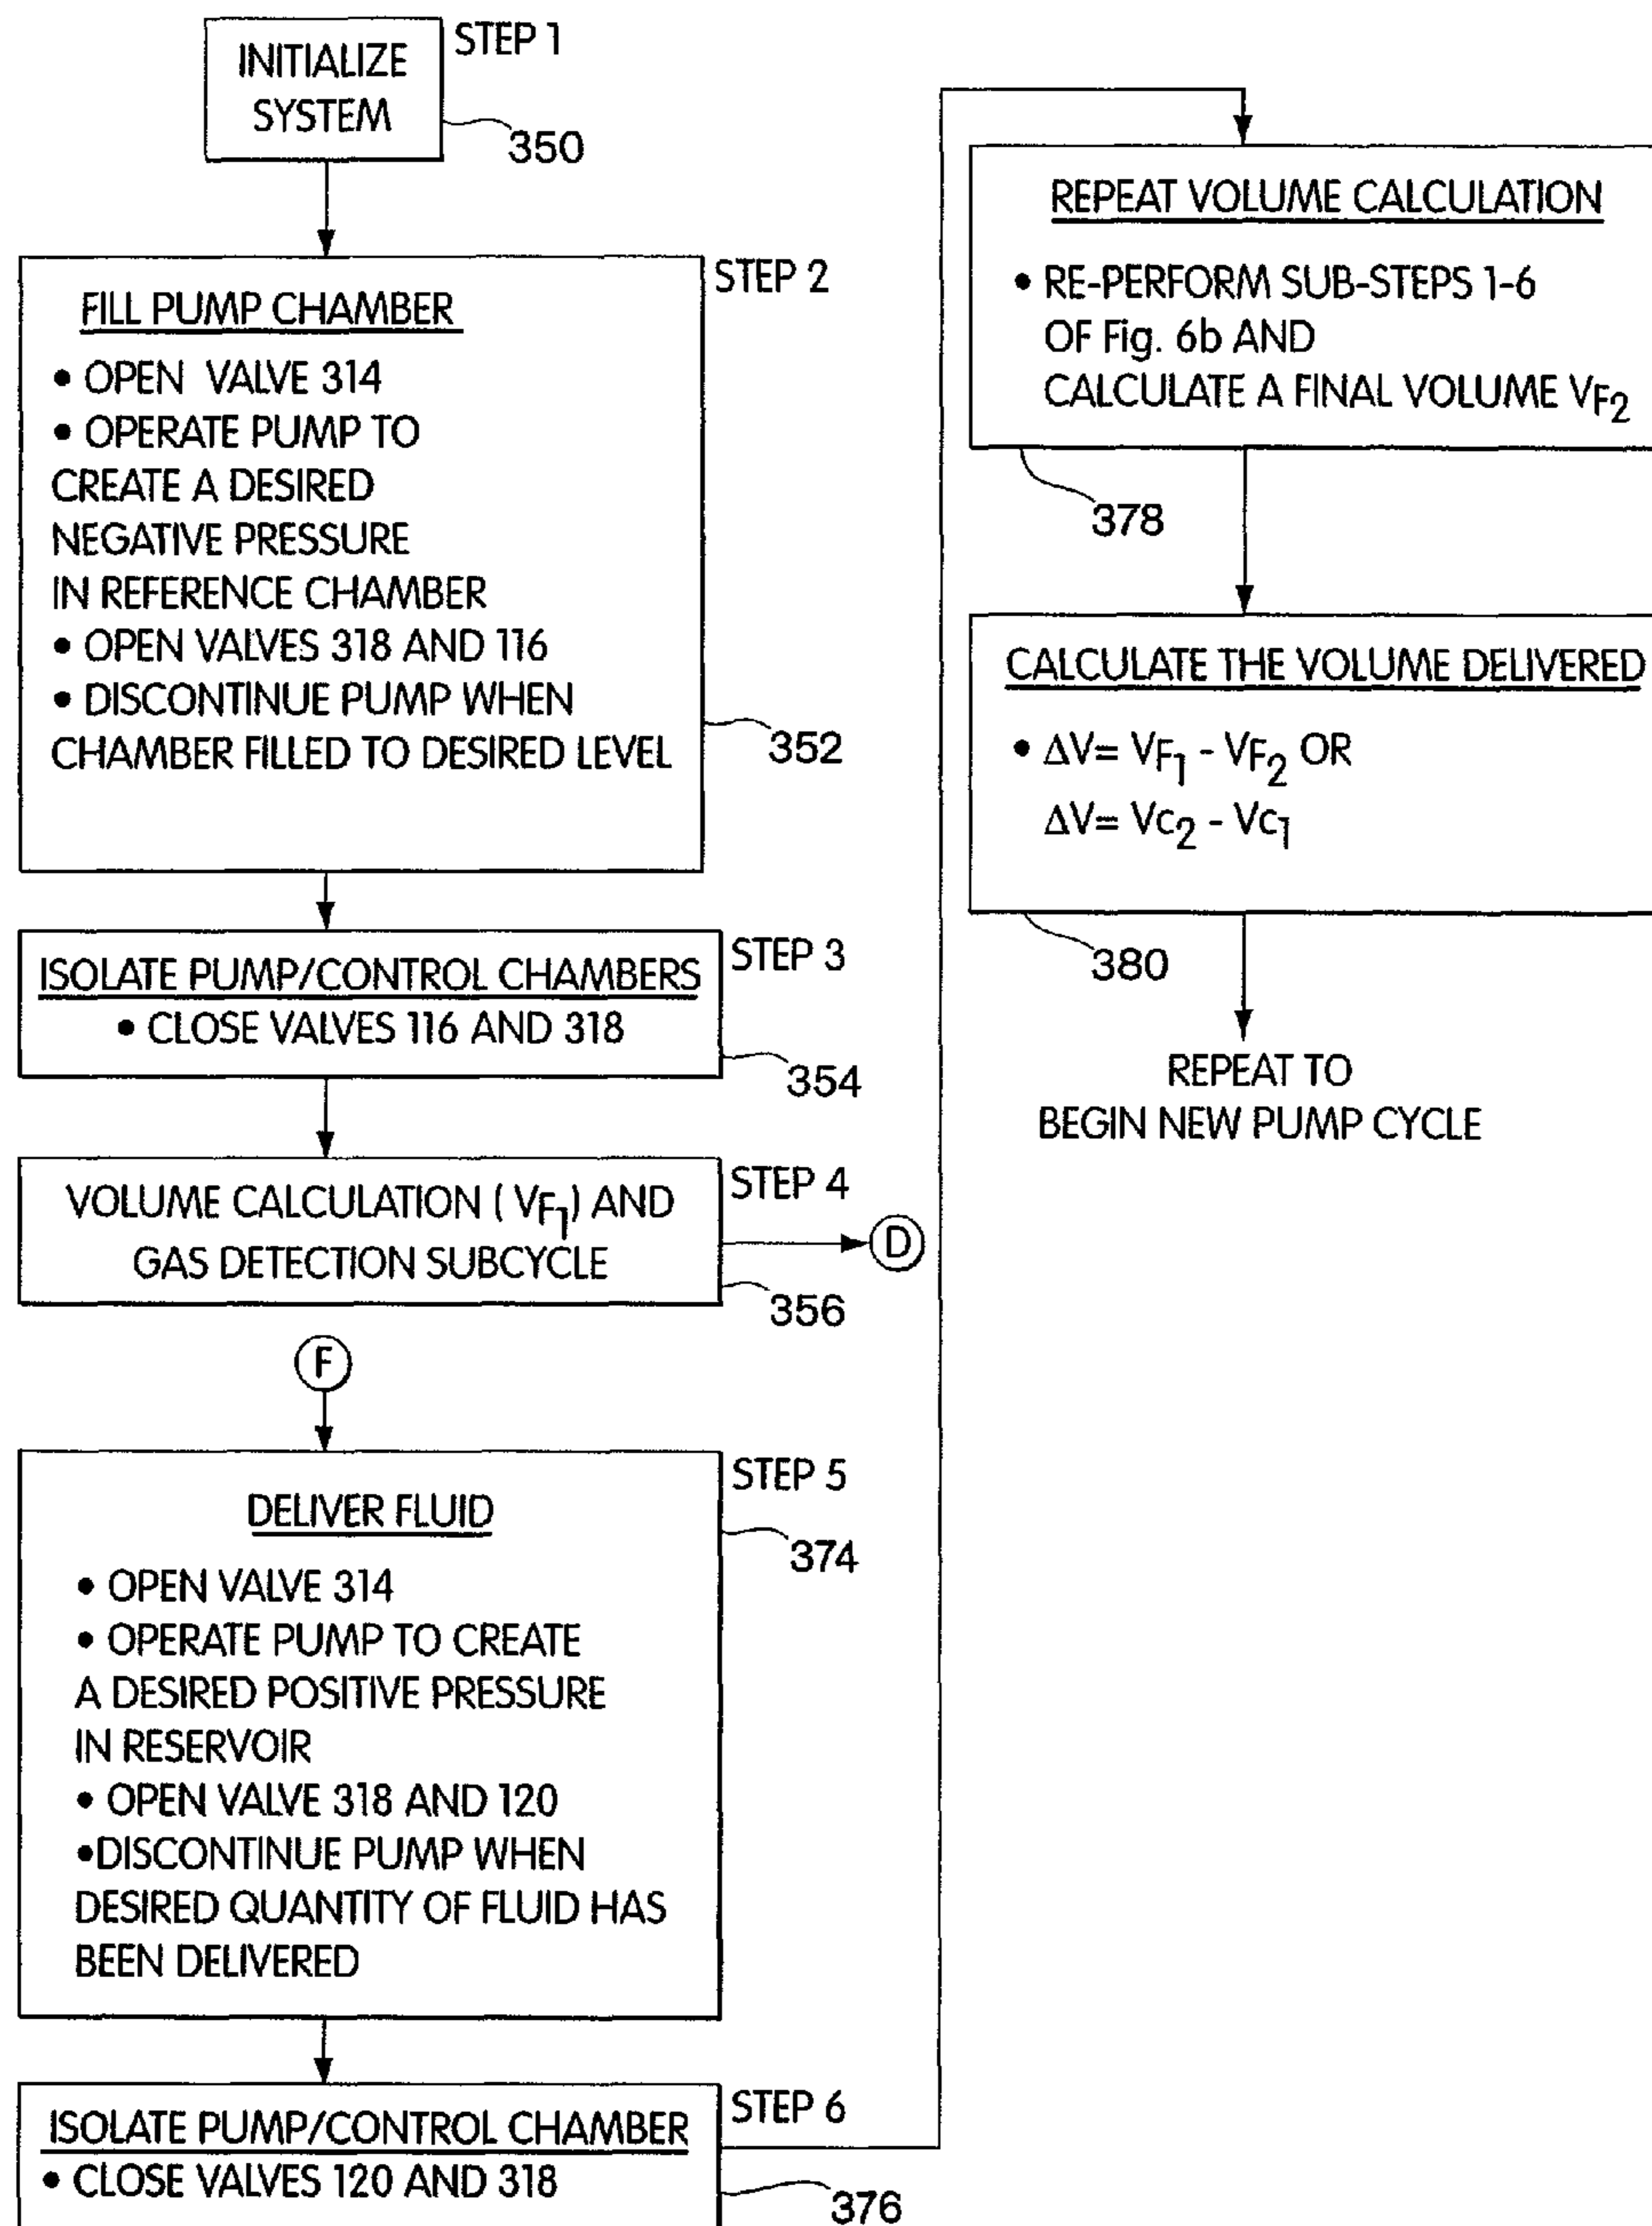 INITIALIZE
SYSTEM
STEP 1
350
FILL PUMP CHAMBER
• OPEN VALVE 314
• OPERATE PUMP TO
CREATE A DESIRED
NEGATIVE PRESSURE
IN REFERENCE CHAMBER
• OPEN VALVES 318 AND 116
• DISCONTINUE PUMP WHEN
CHAMBER FILLED TO DESIRED LEVEL
STEP 2
352
ISOLATE PUMP/CONTROL CHAMBERS
• CLOSE VALVES 116 AND 318
STEP 3
354
VOLUME CALCULATION ( VF1) AND
GAS DETECTION SUBCYCLE
STEP 4
356
D
F
DELIVER FLUID
• OPEN VALVE 314
• OPERATE PUMP TO CREATE
A DESIRED POSITIVE PRESSURE
IN RESERVOIR
• OPEN VALVE 318 AND 120
•DISCONTINUE PUMP WHEN
DESIRED QUANTITY OF FLUID HAS
BEEN DELIVERED
STEP 5
374
ISOLATE PUMP/CONTROL CHAMBER
• CLOSE VALVES 120 AND 318
STEP 6
376
REPEAT VOLUME CALCULATION
• RE-PERFORM SUB-STEPS 1-6
OF Fig. 6b AND
CALCULATE A FINAL VOLUME VF2
378
CALCULATE THE VOLUME DELIVERED
• ΔV= VF1 - VF2 OR
ΔV= VC2 - VC1
380
REPEAT TO
BEGIN NEW PUMP CYCLE